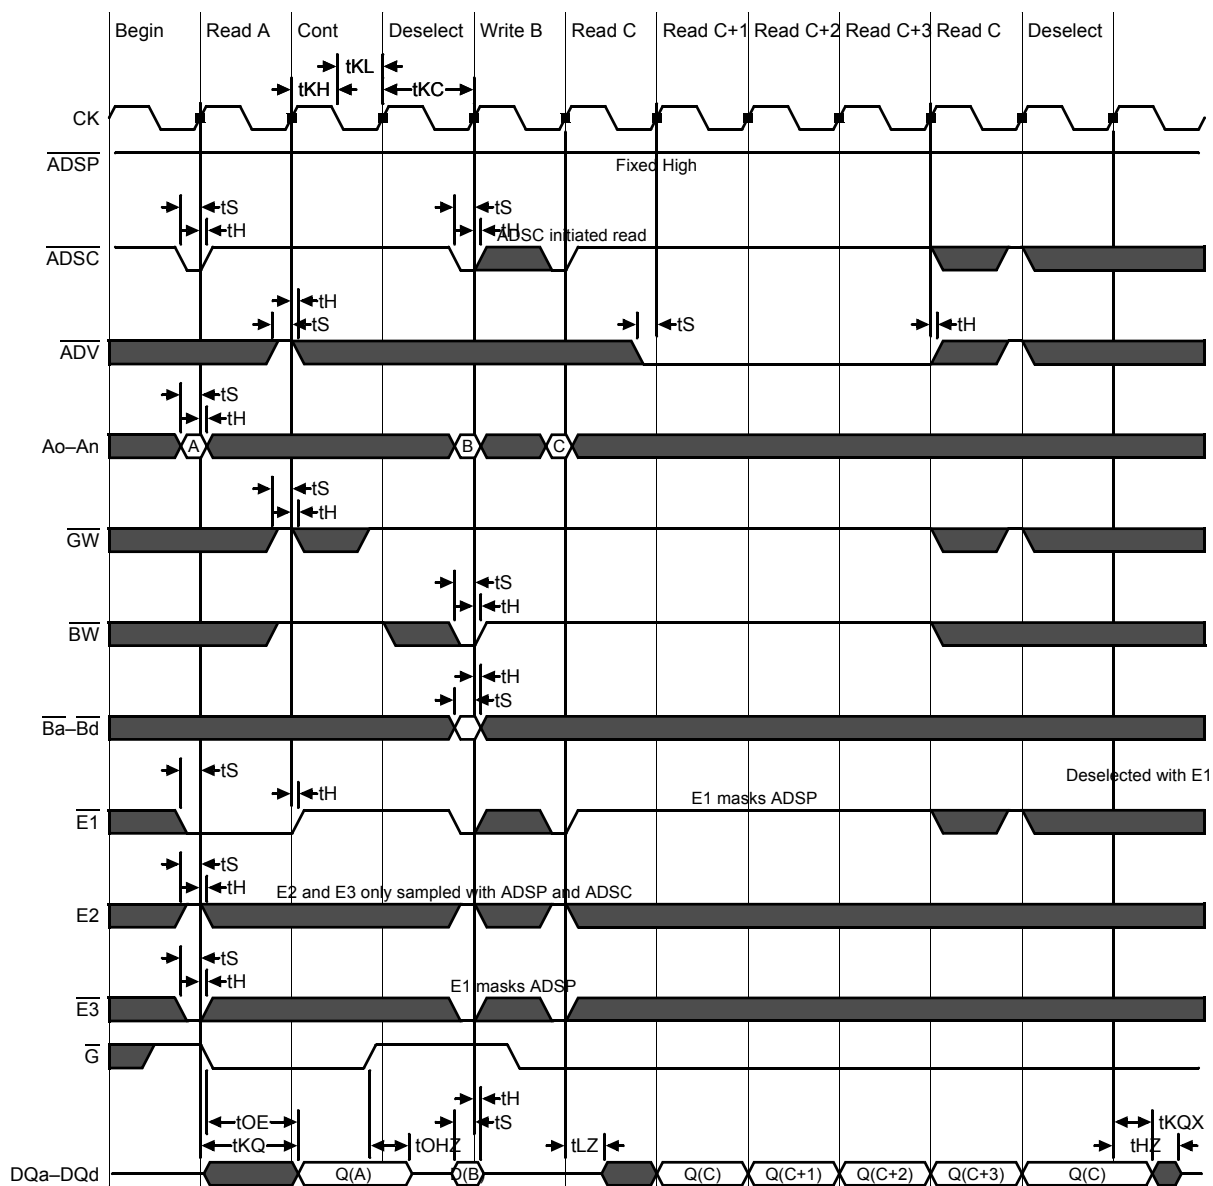 Begin Read A Cont Deselect Write B Read C Read C+1 Read C+2 Read C+3 Read C Deselect
tKL
tKH tKC
CK
ADSP
Fixed High
tS tS
tH tH
ADSC initiated read
ADSC
tH
tS tS tH
ADV
tS
tH
Ao–An A B C
tS
tH
GW
tS
tH
BW
tH
tS
Ba–Bd
tS
Deselected with E1
tH
E1 masks ADSP
E1
tS
tH
E2 and E3 only sampled with ADSP and ADSC
E2
tS
tH
E1 masks ADSP
E3
G
tH
tOE tS tKQX
tKQ tOHZ tLZ tHZ
DQa–DQd Q(A) D(B) Q(C) Q(C+1) Q(C+2) Q(C+3) Q(C)